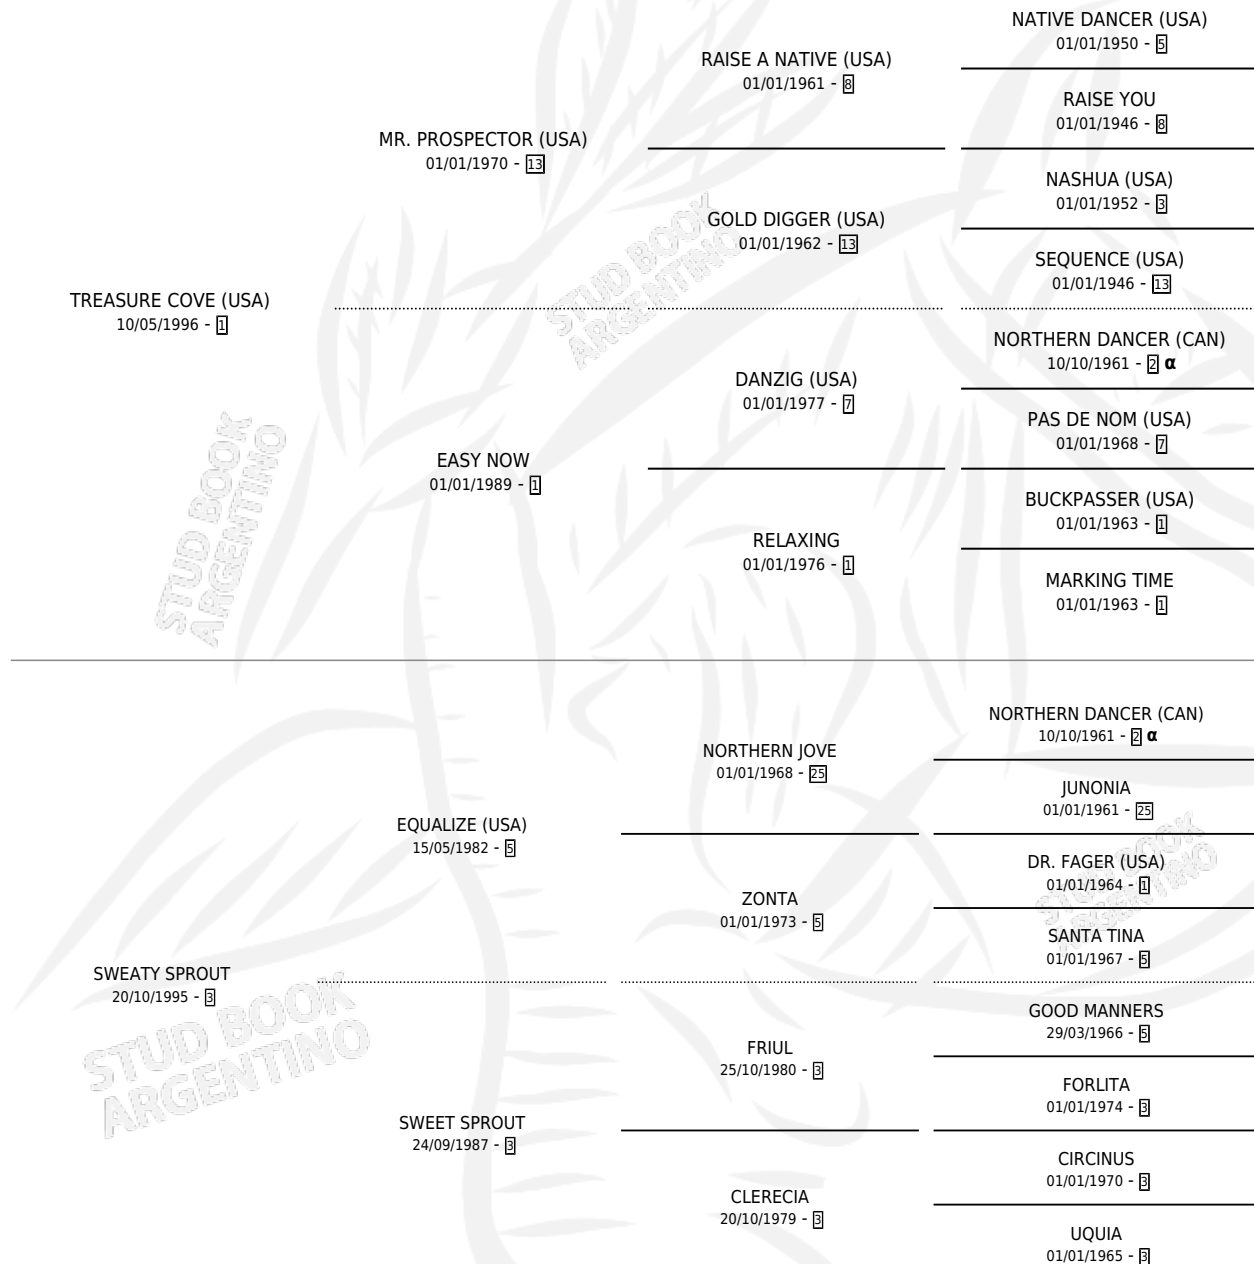 NATIVE DANCER (USA)
01/01/1950 - 5
RAISE A NATIVE (USA)
01/01/1961 - 8
RAISE YOU
01/01/1946 - 8
MR. PROSPECTOR (USA)
01/01/1970 - 13
NASHUA (USA)
01/01/1952 - 3
GOLD DIGGER (USA)
01/01/1962 - 13
SEQUENCE (USA)
01/01/1946 - 13
TREASURE COVE (USA)
10/05/1996 - 1
STUD BOOK
ARGENTINO
NORTHERN DANCER (CAN)
10/10/1961 - 2 α
DANZIG (USA)
01/01/1977 - 7
PAS DE NOM (USA)
01/01/1968 - 7
EASY NOW
01/01/1989 - 1
BUCKPASSER (USA)
01/01/1963 - 1
RELAXING
01/01/1976 - 1
MARKING TIME
01/01/1963 - 1
STUD BOOK
ARGENTINO
NORTHERN DANCER (CAN)
10/10/1961 - 2 α
NORTHERN JOVE
01/01/1968 - 25
JUNONIA
01/01/1961 - 25
EQUALIZE (USA)
15/05/1982 - 5
DR. FAGER (USA)
01/01/1964 - 1
ZONTA
01/01/1973 - 5
SANTA TINA
01/01/1967 - 5
STUD BOOK
ARGENTINO
SWEATY SPROUT
20/10/1995 - 3
GOOD MANNERS
29/03/1966 - 5
FRIUL
25/10/1980 - 3
FORLITA
01/01/1974 - 3
SWEET SPROUT
24/09/1987 - 3
CIRCINUS
01/01/1970 - 3
CLERECIA
20/10/1979 - 3
UQUIA
01/01/1965 - 3
STUD BOOK
ARGENTINO